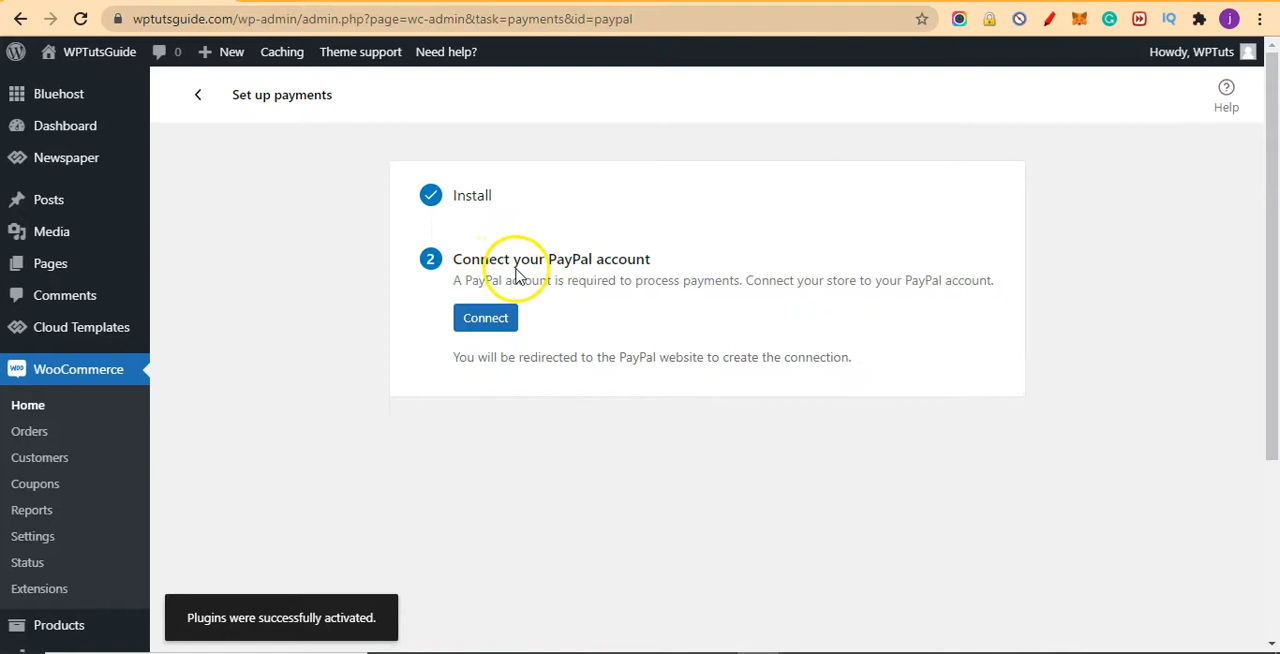 wptutsguide.com/wp-admin/admin.php?page=wc-admin&task=payments&id=paypal
IQ
j
WPTutsGuide 0 New Caching Theme support Need help? Howdy, WPTuts
Bluehost
Dashboard
Newspaper
Posts
Media
Pages
Comments
Cloud Templates
woo WooCommerce
Home
Orders
Customers
Coupons
Reports
Settings
Status
Extensions
Products
Set up payments
? Help
Install
2 Connect your PayPal account
A PayPal account is required to process payments. Connect your store to your PayPal account.
Connect
You will be redirected to the PayPal website to create the connection.
Plugins were successfully activated.